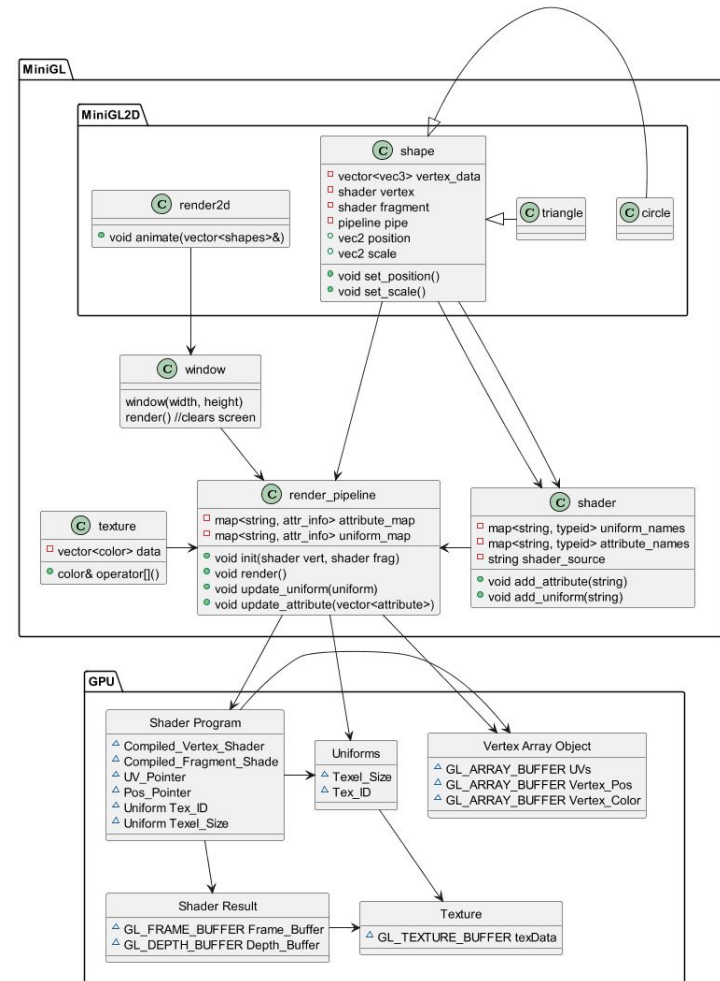 MiniGL
MiniGL2D
C shape
vector<vec3> vertex_data
shader vertex
shader fragment
pipeline pipe
vec2 position
vec2 scale
void set_position()
void set_scale()
C render2d
void animate(vector<shapes>&)
C triangle
C circle
C window
window(width, height)
render() //clears screen
C render_pipeline
map<string, attr_info> attribute_map
map<string, attr_info> uniform_map
void init(shader vert, shader frag)
void render()
void update_uniform(uniform)
void update_attribute(vector<attribute>)
C texture
vector<color> data
color& operator[]()
C shader
map<string, typeid> uniform_names
map<string, typeid> attribute_names
string shader_source
void add_attribute(string)
void add_uniform(string)
GPU
Shader Program
Compiled_Vertex_Shader
Compiled_Fragment_Shade
UV_Pointer
Pos_Pointer
Uniform Tex_ID
Uniform Texel_Size
Uniforms
Texel_Size
Tex_ID
Vertex Array Object
GL_ARRAY_BUFFER UVs
GL_ARRAY_BUFFER Vertex_Pos
GL_ARRAY_BUFFER Vertex_Color
Shader Result
GL_FRAME_BUFFER Frame_Buffer
GL_DEPTH_BUFFER Depth_Buffer
Texture
GL_TEXTURE_BUFFER texData